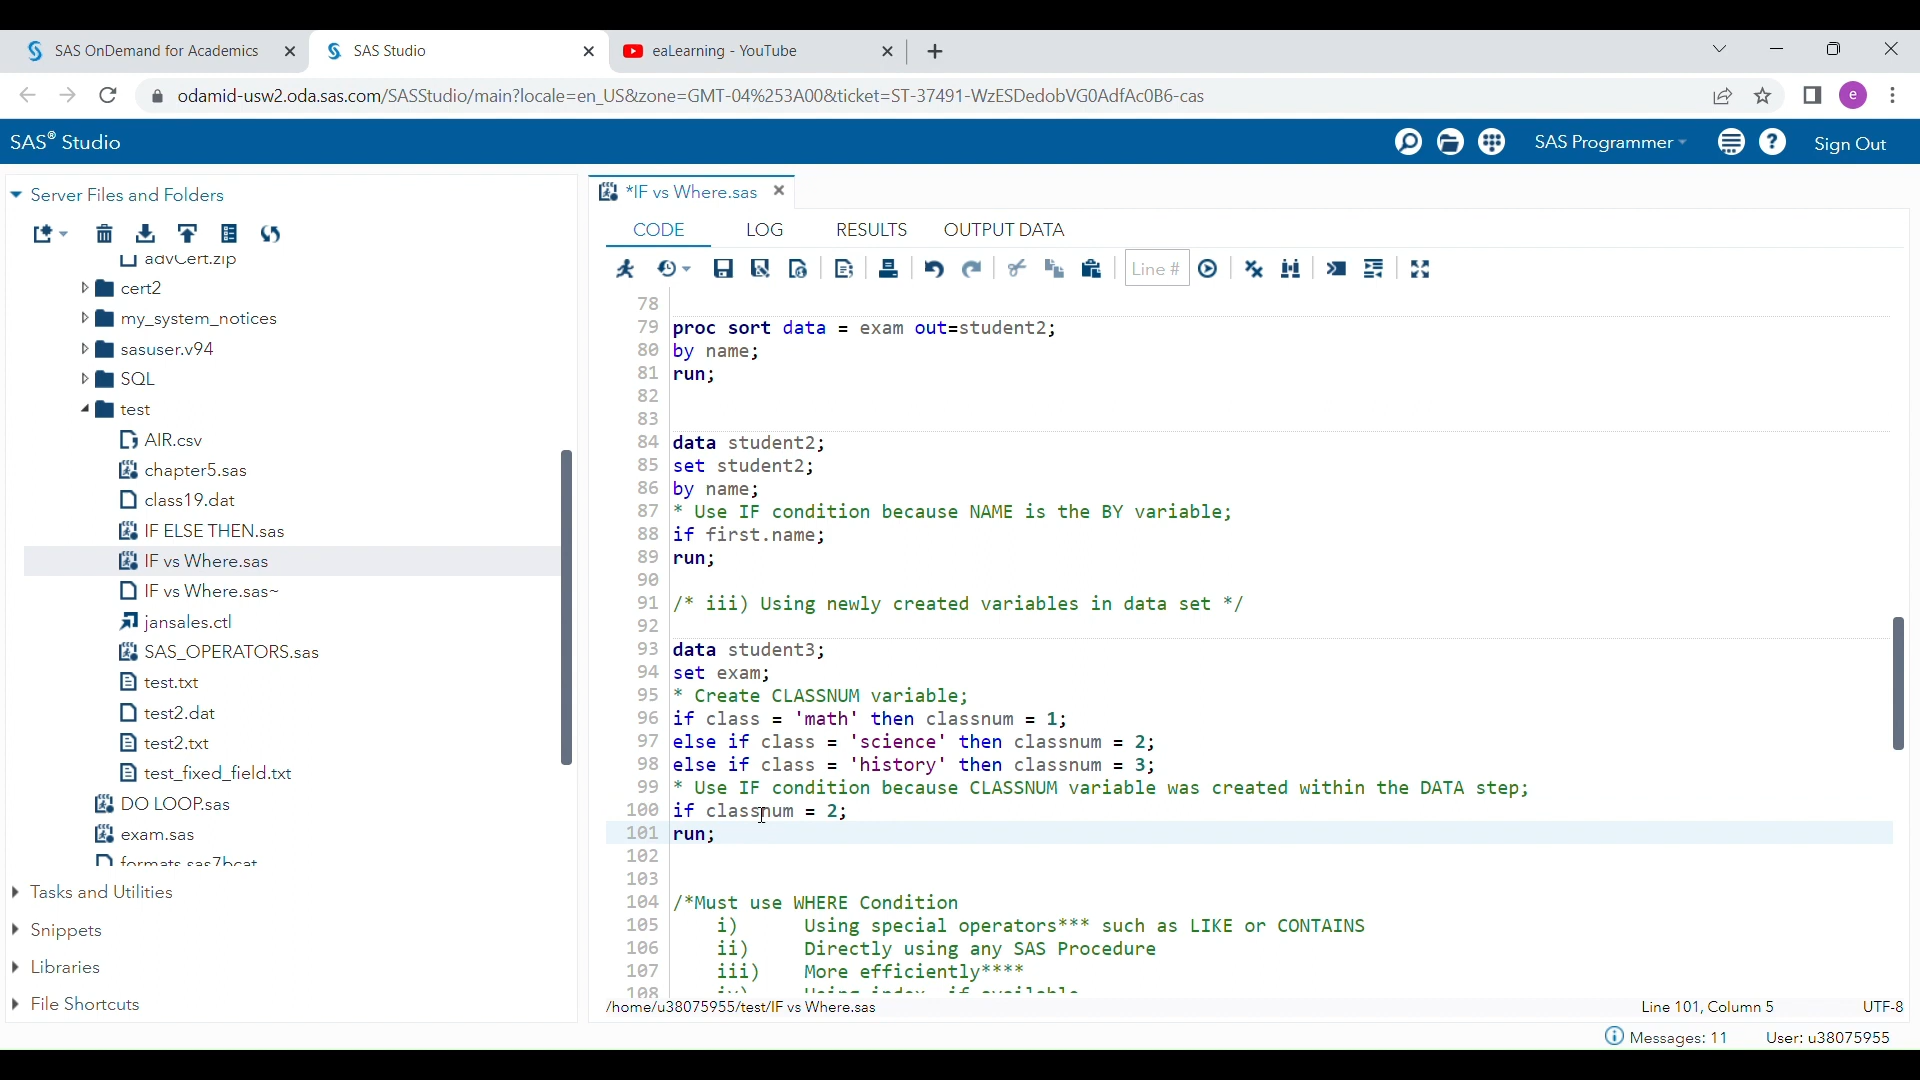 SAS OnDemand for Academics
SAS Studio
eaLearning - YouTube
odamid-usw2.oda.sas.com/SASStudio/main?locale=en_US&zone=GMT-04%253A00&ticket=ST-37491-WzESDedobVG0AdfAc0B6-cas
e
SAS® Studio
SAS Programmer
Sign Out
Server Files and Folders
advCert.zip
cert2
my_system_notices
sasuser.v94
SQL
test
AIR.csv
chapter5.sas
class19.dat
IF ELSE THEN.sas
IF vs Where.sas
IF vs Where.sas~
jansales.ctl
SAS_OPERATORS.sas
test.txt
test2.dat
test2.txt
test_fixed_field.txt
DO LOOP.sas
exam.sas
formats.sas7bcat
Tasks and Utilities
Snippets
Libraries
File Shortcuts
*IF vs Where.sas
CODE LOG RESULTS OUTPUT DATA
Line #
78
79 proc sort data = exam out=student2;
80 by name;
81 run;
82
83
84 data student2;
85 set student2;
86 by name;
87 * Use IF condition because NAME is the BY variable;
88 if first.name;
89 run;
90
91 /* iii) Using newly created variables in data set */
92
93 data student3;
94 set exam;
95 * Create CLASSNUM variable;
96 if class = 'math' then classnum = 1;
97 else if class = 'science' then classnum = 2;
98 else if class = 'history' then classnum = 3;
99 * Use IF condition because CLASSNUM variable was created within the DATA step;
100 if classnum = 2;
101 run;
102
103
104 /*Must use WHERE Condition
105 i) Using special operators*** such as LIKE or CONTAINS
106 ii) Directly using any SAS Procedure
107 iii) More efficiently****
108 iv) Using index, if available
/home/u38075955/test/IF vs Where.sas
Line 101, Column 5
UTF-8
Messages: 11
User: u38075955